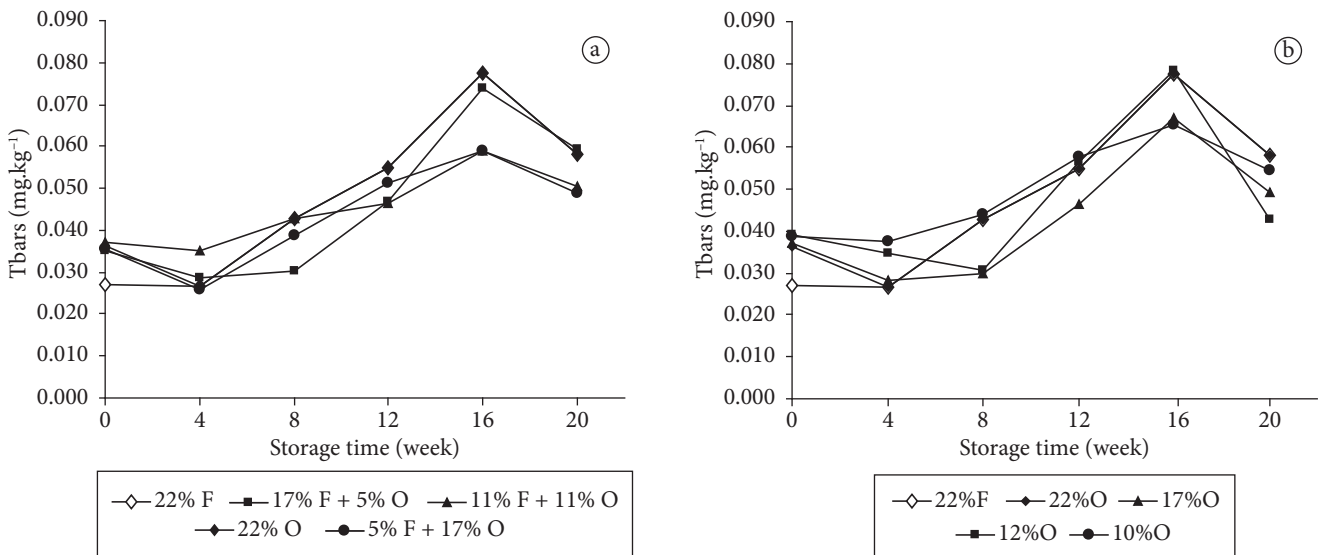 0.090
0.080
0.070
0.060
0.050
0.040
0.030
0.020
0.010
0.000
Tbars (mg.kg⁻¹)
a
0 4 8 12 16 20
Storage time (week)
22% F 17% F + 5% O 11% F + 11% O
22% O 5% F + 17% O
0.090
0.080
0.070
0.060
0.050
0.040
0.030
0.020
0.010
0.000
Tbars (mg.kg⁻¹)
b
0 4 8 12 16 20
Storage time (week)
22%F 22%O 17%O
12%O 10%O